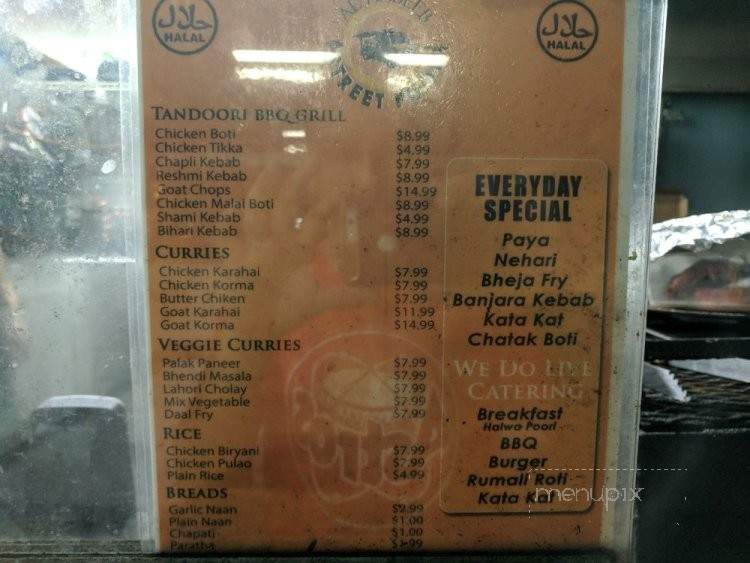 حلال
HALAL
حلال
HALAL
STREET
TANDOORI BBQ GRILL
Chicken Boti $8.99
Chicken Tikka $4.99
Chapli Kebab $7.99
Reshmi Kebab $8.99
Goat Chops $14.99
Chicken Malai Boti $8.99
Shami Kebab $4.99
Bihari Kebab $8.99
CURRIES
Chicken Karahai $7.99
Chicken Korma $7.99
Butter Chiken $7.99
Goat Karahai $11.99
Goat Korma $14.99
VEGGIE CURRIES
Palak Paneer $7.99
Bhendi Masala $7.99
Lahori Cholay $7.99
Mix Vegetable $7.99
Daal Fry $7.99
RICE
Chicken Biryani $7.99
Chicken Pulao $7.99
Plain Rice $4.99
BREADS
Garlic Naan $2.99
Plain Naan $1.00
Chapati $1.00
Paratha
EVERYDAY
SPECIAL
Paya
Nehari
Bheja Fry
Banjara Kebab
Kata Kat
Chatak Boti
WE DO LIVE
CATERING
Breakfast
Halwa Poori
BBQ
Burger
Rumali Roti
Kata Kat
menupix